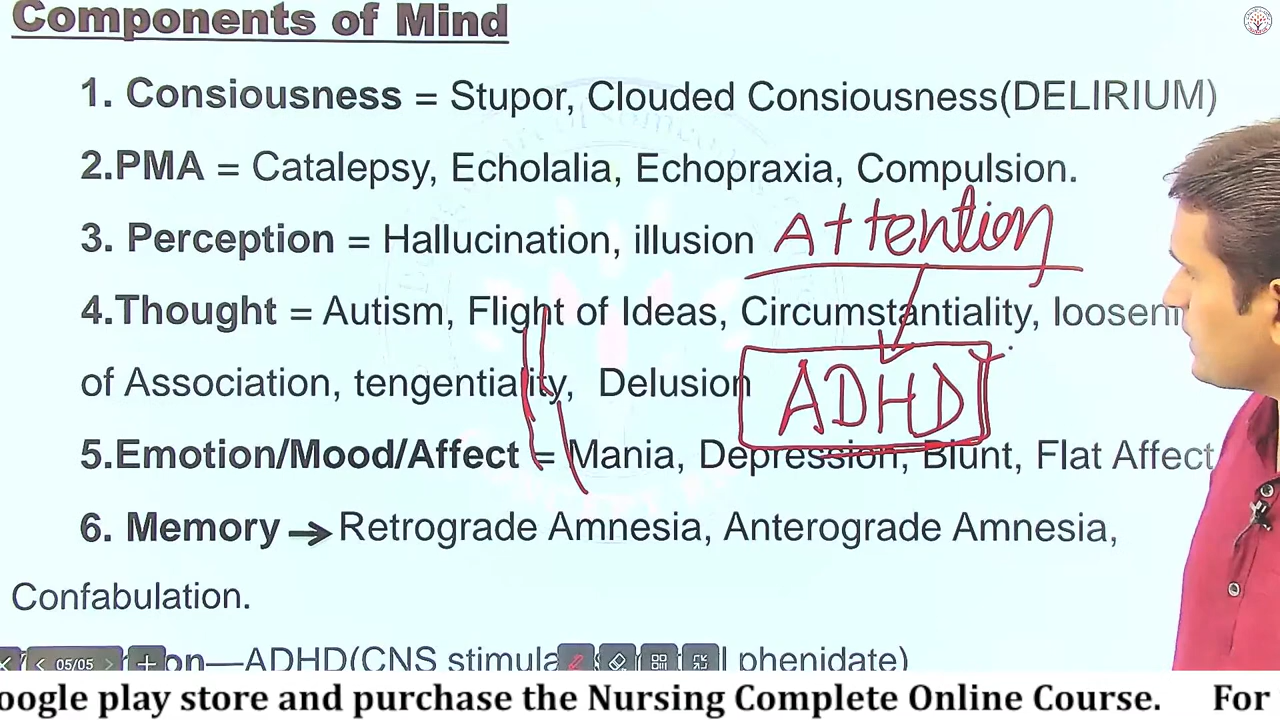 Components of Mind
1. Consiousness = Stupor, Clouded Consiousness(DELIRIUM)
2.PMA = Catalepsy, Echolalia, Echopraxia, Compulsion.
3. Perception = Hallucination, illusion Attention
4.Thought = Autism, Flight of Ideas, Circumstantiality,
of Association, tengentiality, Delusion ADHD
5.Emotion/Mood/Affect = Mania, Depression, Blunt, Flat Affect
6. Memory → Retrograde Amnesia, Anterograde Amnesia,
Confabulation.
05/05 ADHD(CNS phenidate)
oogle play store and purchase the Nursing Complete Online Course. For